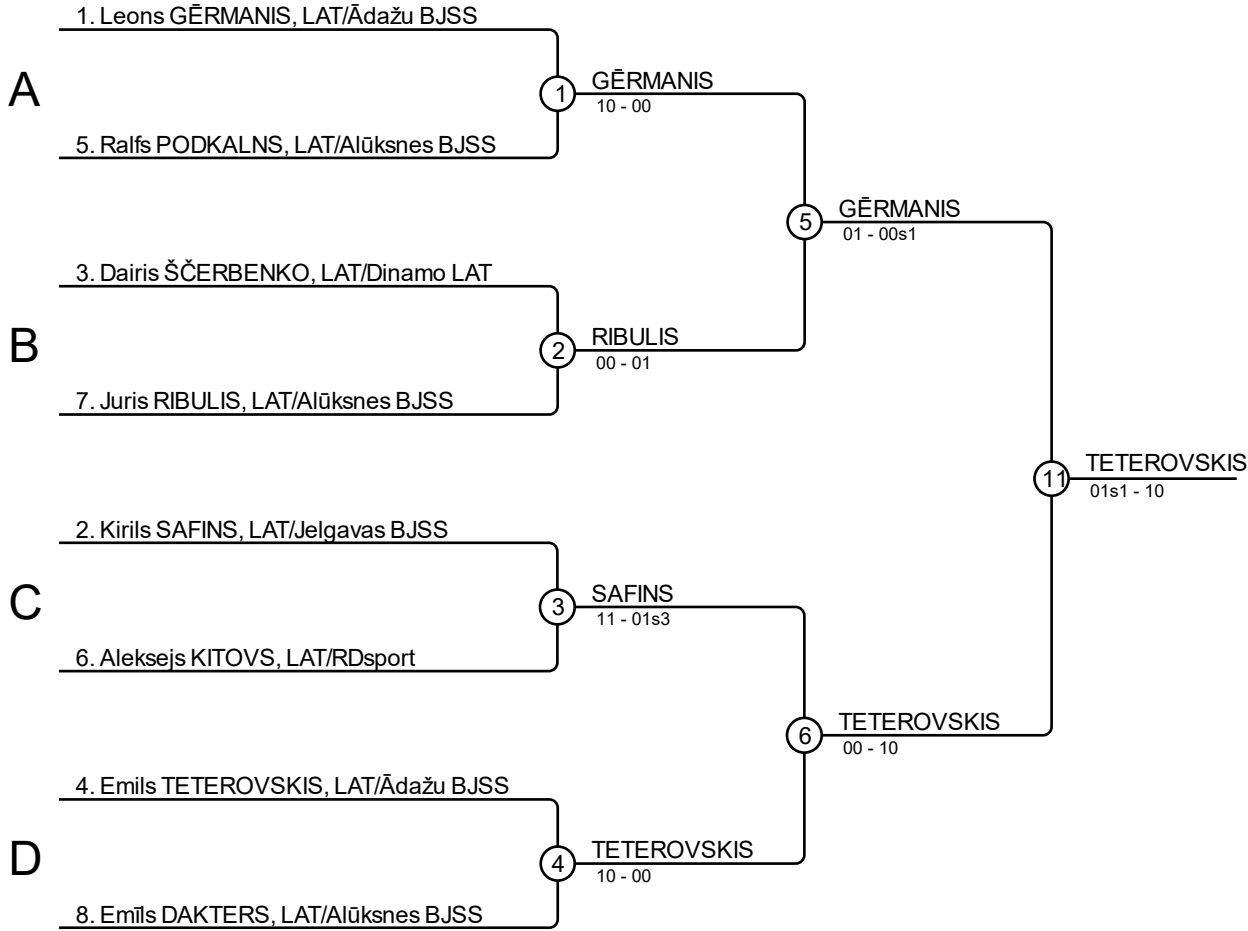 1. Leons GĒRMANIS, LAT/Ādažu BJSS
A
1
GĒRMANIS
10 - 00
5. Ralfs PODKALNS, LAT/Alūksnes BJSS
5
GĒRMANIS
01 - 00s1
3. Dairis ŠČERBENKO, LAT/Dinamo LAT
B
2
RIBULIS
00 - 01
7. Juris RIBULIS, LAT/Alūksnes BJSS
11
TETEROVSKIS
01s1 - 10
2. Kirils SAFINS, LAT/Jelgavas BJSS
C
3
SAFINS
11 - 01s3
6. Aleksejs KITOVS, LAT/RDsport
6
TETEROVSKIS
00 - 10
4. Emils TETEROVSKIS, LAT/Ādažu BJSS
D
4
TETEROVSKIS
10 - 00
8. Emīls DAKTERS, LAT/Alūksnes BJSS